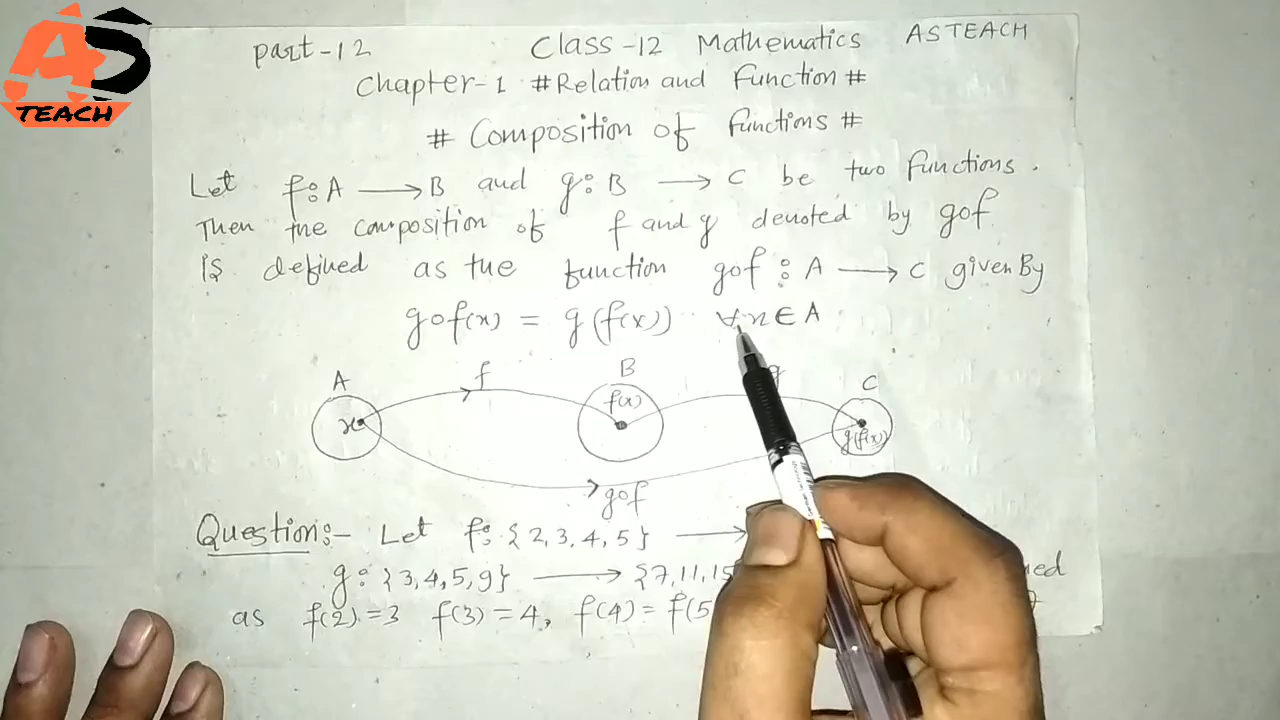 AS
TEACH
part-12 Class-12 Mathematics ASTEACH
Chapter-1 #Relation and Function#
# Composition of functions #
Let f: A ⟶ B and g: B ⟶ C be two functions.
Then the composition of f and g denoted by gof
is defined as the function gof : A ⟶ C given By
gof(x) = g(f(x)) ∀x∈A
A f B g C
x f(x) g(f(x))
gof
Question:- Let f: {2,3,4,5} ⟶
g: {3,4,5,9} ⟶ {7,11,15
as f(2)=3 f(3)=4, f(4)= f(5